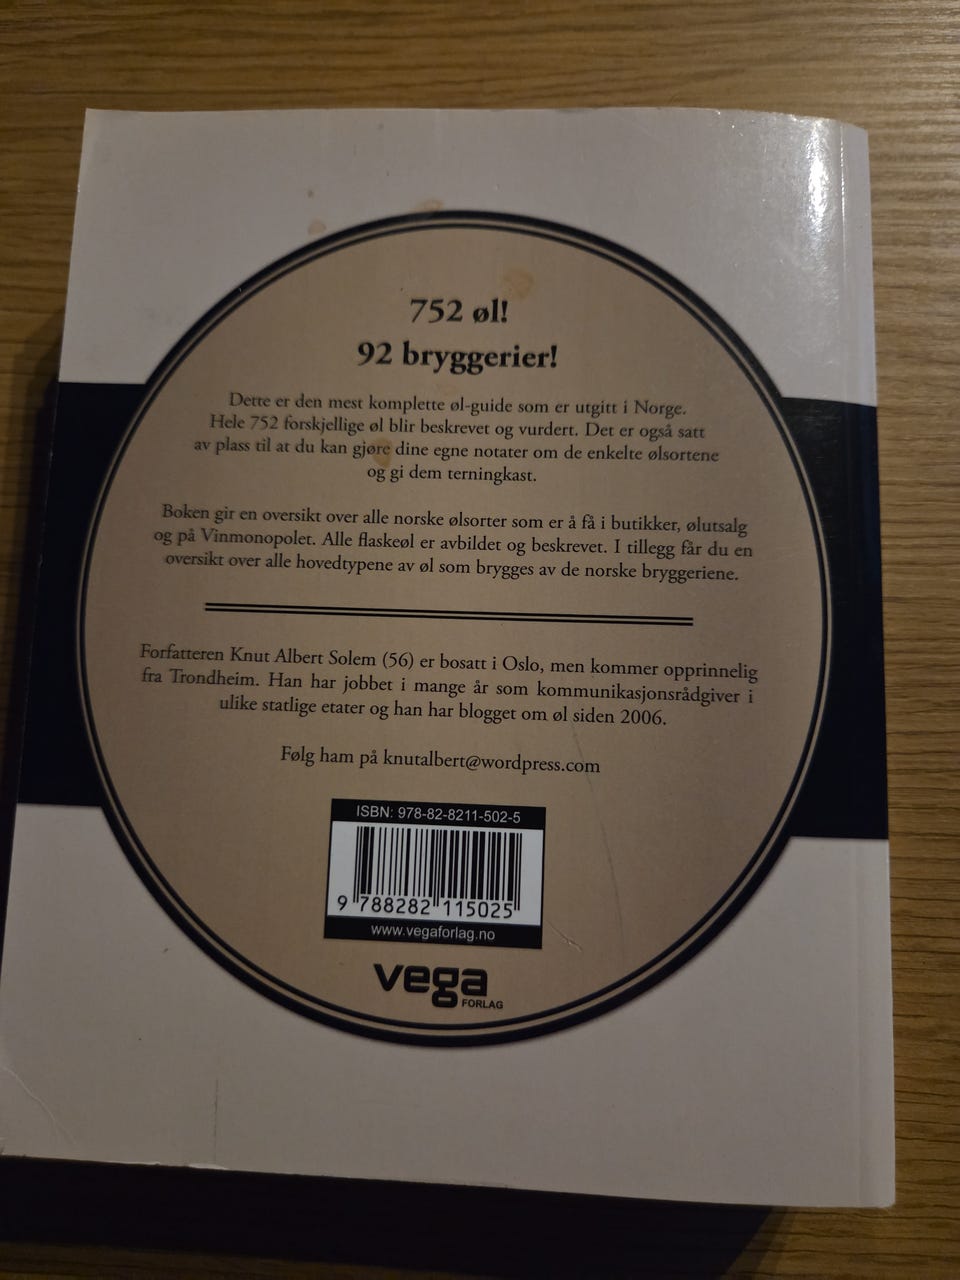 752 øl!
92 bryggerier!
Dette er den mest komplette øl-guide som er utgitt i Norge.
Hele 752 forskjellige øl blir beskrevet og vurdert. Det er også satt
av plass til at du kan gjøre dine egne notater om de enkelte ølsortene
og gi dem terningkast.
Boken gir en oversikt over alle norske ølsorter som er å få i butikker, ølutsalg
og på Vinmonopolet. Alle flaskeøl er avbildet og beskrevet. I tillegg får du en
oversikt over alle hovedtypene av øl som brygges av de norske bryggeriene.
Forfatteren Knut Albert Solem (56) er bosatt i Oslo, men kommer opprinnelig
fra Trondheim. Han har jobbet i mange år som kommunikasjonsrådgiver i
ulike statlige etater og han har blogget om øl siden 2006.
Følg ham på knutalbert@wordpress.com
ISBN: 978-82-8211-502-5
9 788282 115025
www.vegaforlag.no
vega
FORLAG